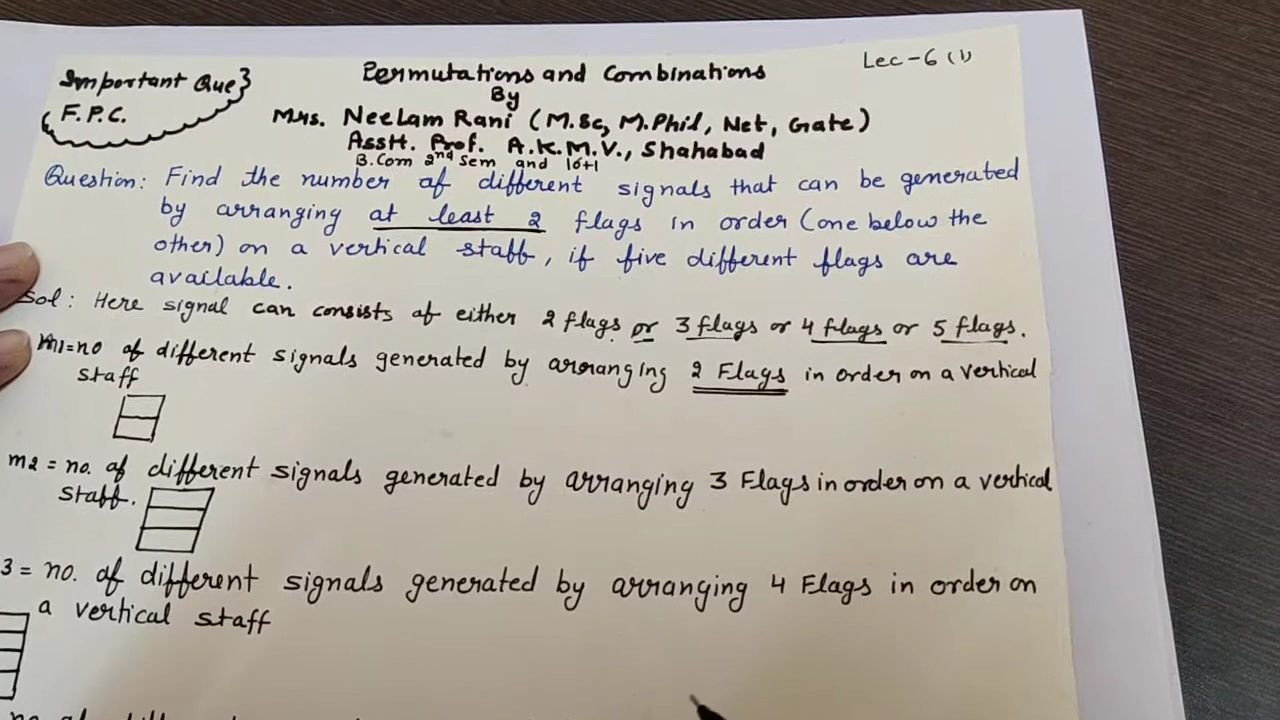 Important Que}
F.P.C.
Permutations and Combinations
Lec-6 (1)
By
Mrs. Neelam Rani (M.Sc, M.Phil, Net, Gate)
Asstt. Prof. A.K.M.V., Shahabad
B.Com 2nd Sem and 10+1
Question: Find the number of different signals that can be generated
by arranging at least 2 flags in order (one below the
other) on a vertical staff, if five different flags are
available.
Sol: Here signal can consists of either 2 flags or 3 flags or 4 flags or 5 flags.
m1=no of different signals generated by arranging 2 Flags in order on a vertical
staff
m2 = no. of different signals generated by arranging 3 Flags in order on a vertical
staff.
3 = no. of different signals generated by arranging 4 Flags in order on
a vertical staff
no of